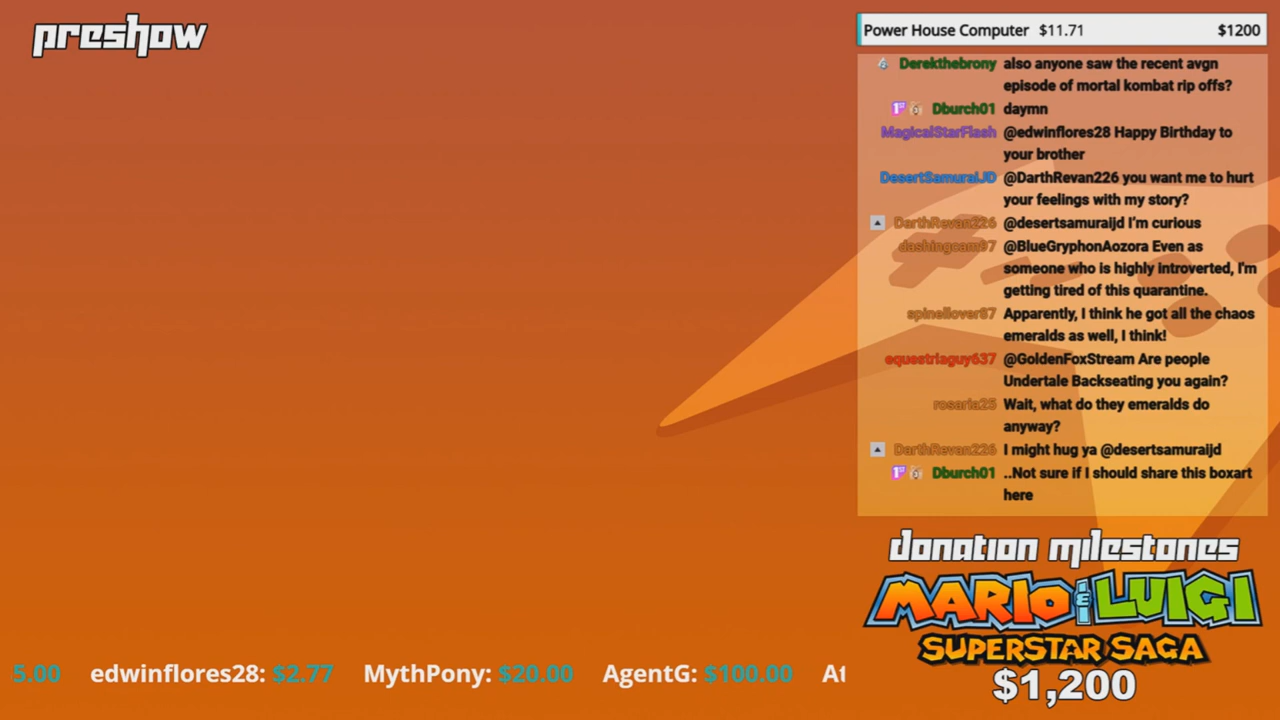 preshow
Power House Computer $11.71 $1200
Derekthebrony also anyone saw the recent avgn
episode of mortal kombat rip offs?
Dburch01 daymn
MagicalStarFlash @edwinflores28 Happy Birthday to
your brother
DesertSamuraiJD @DarthRevan226 you want me to hurt
your feelings with my story?
DarthRevan226 @desertsamuraijd I'm curious
dashingcam97 @BlueGryphonAozora Even as
someone who is highly introverted, I'm
getting tired of this quarantine.
spinellover87 Apparently, I think he got all the chaos
emeralds as well, I think!
equestriaguy637 @GoldenFoxStream Are people
Undertale Backseating you again?
rosaria25 Wait, what do they emeralds do
anyway?
DarthRevan226 I might hug ya @desertsamuraijd
Dburch01 ..Not sure if I should share this boxart
here
donation milestones
MARIO & LUIGI
SUPERSTAR SAGA
$1,200
5.00 edwinflores28: $2.77 MythPony: $20.00 AgentG: $100.00 At